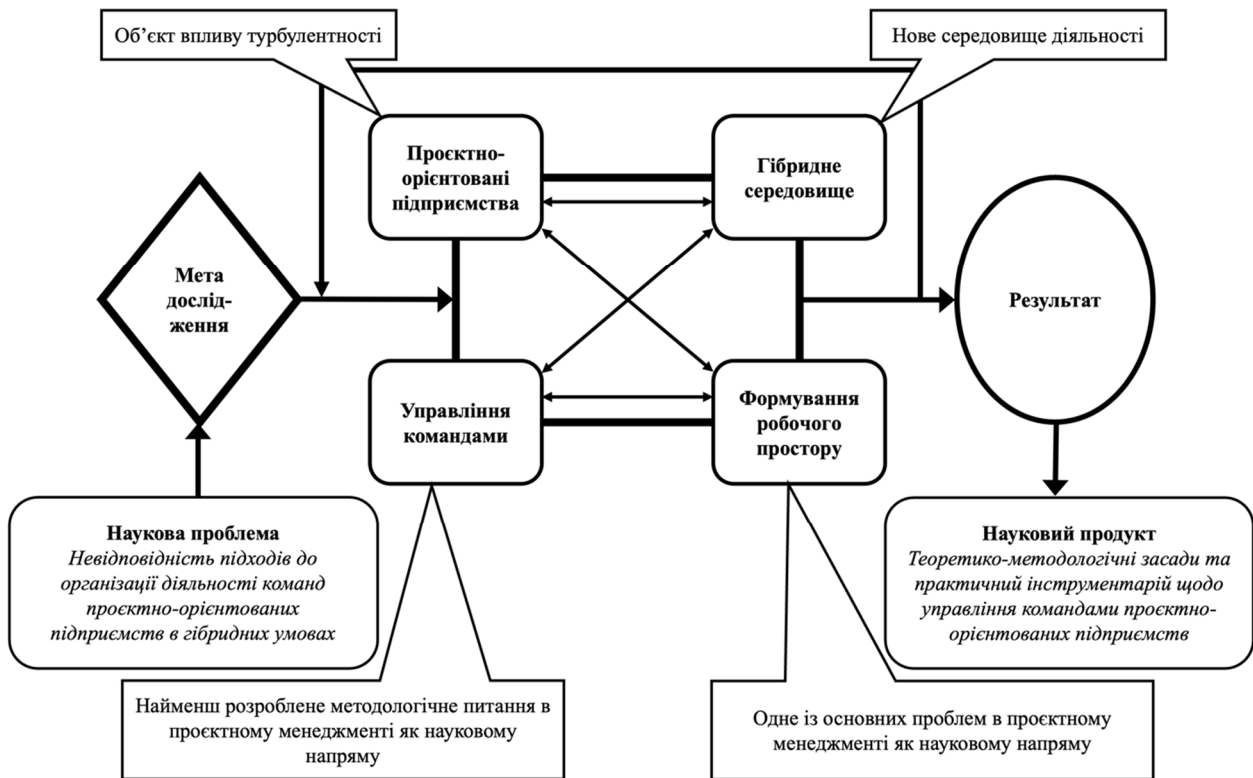 Об’єкт впливу турбулентності
Нове середовище діяльності
Проєктно-
орієнтовані
підприємства
Гібридне
середовище
Мета
дослід-
ження
Результат
Управління
командами
Формування
робочого
простору
Наукова проблема
Невідповідність підходів до
організації діяльності команд
проєктно-орієнтованих
підприємств в гібридних умовах
Науковий продукт
Теоретико-методологічні засади та
практичний інструментарій щодо
управління командами проєктно-
орієнтованих підприємств
Найменш розроблене методологічне питання в
проєктному менеджменті як науковому
напряму
Одне із основних проблем в проєктному
менеджменті як науковому напряму